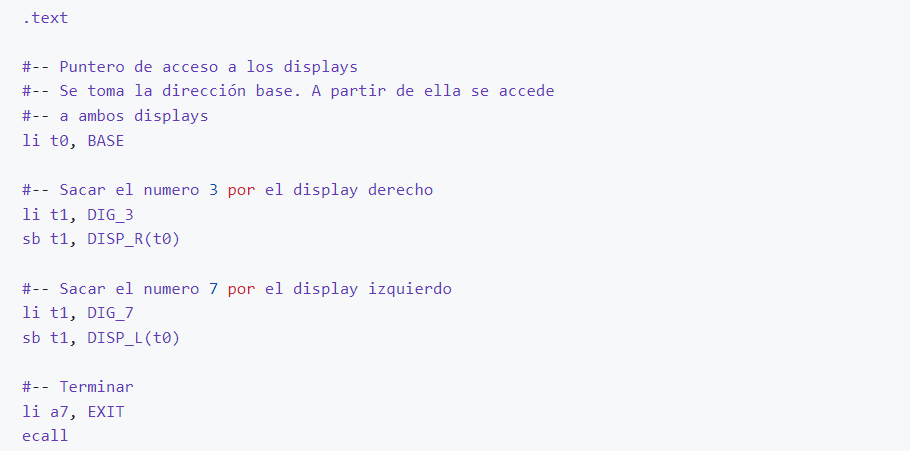 .text
#-- Puntero de acceso a los displays
#-- Se toma la dirección base. A partir de ella se accede
#-- a ambos displays
li t0, BASE
#-- Sacar el numero 3 por el display derecho
li t1, DIG_3
sb t1, DISP_R(t0)
#-- Sacar el numero 7 por el display izquierdo
li t1, DIG_7
sb t1, DISP_L(t0)
#-- Terminar
li a7, EXIT
ecall